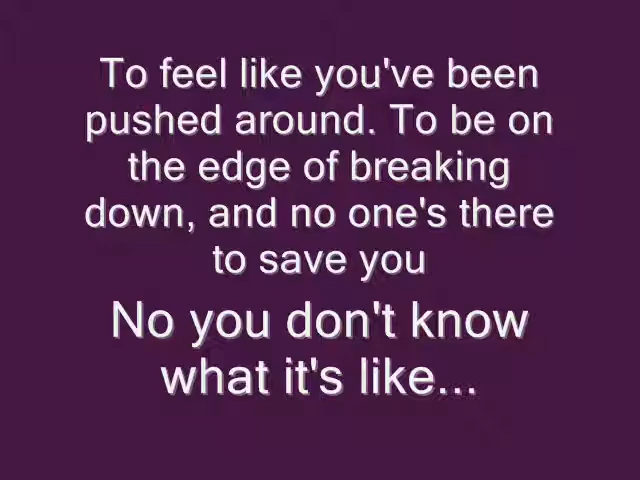 To feel like you've been
pushed around. To be on
the edge of breaking
down, and no one's there
to save you
No you don't know
what it's like...